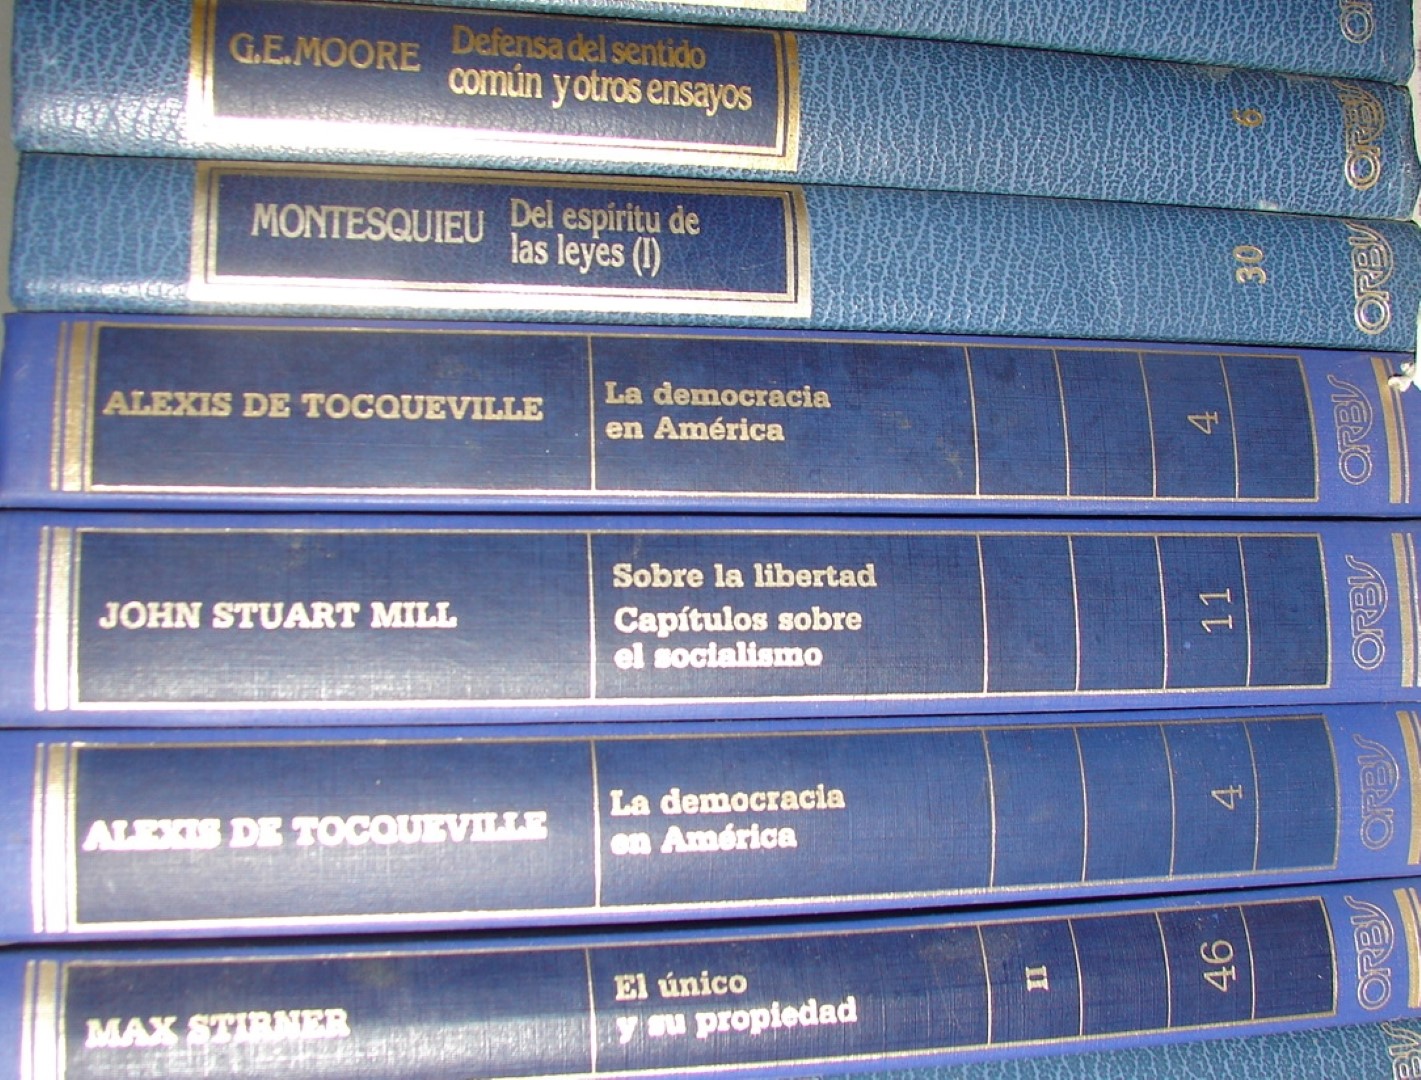 G.E.MOORE
Defensa del sentido
común y otros ensayos
6
ORBIS
MONTESQUIEU
Del espíritu de
las leyes (I)
30
ORBIS
ALEXIS DE TOCQUEVILLE
La democracia
en América
4
ORBIS
JOHN STUART MILL
Sobre la libertad
Capítulos sobre
el socialismo
11
ORBIS
ALEXIS DE TOCQUEVILLE
La democracia
en América
4
ORBIS
MAX STIRNER
El único
y su propiedad
II
46
ORBIS